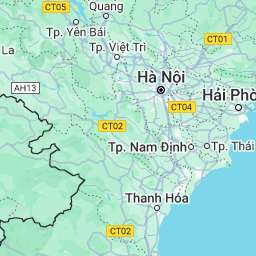 CT05
Quang
Tp. Yên Bái
CT01
La
Tp. Việt Trì
Hà Nội
AH13
CT04
Hải Phò
CT02
Tp. Nam Định
Tp. Thái
Thanh Hóa
CT02